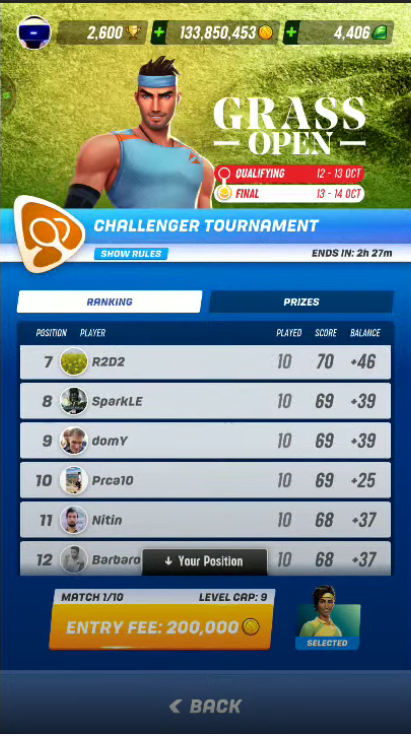 2,600 133,850,453 4,406
GRASS
OPEN
QUALIFYING 12 - 13 OCT
FINAL 13 - 14 OCT
CHALLENGER TOURNAMENT
SHOW RULES ENDS IN: 2h 27m
RANKING PRIZES
POSITION PLAYER PLAYED SCORE BALANCE
7 R2D2 10 70 +46
8 SparkLE 10 69 +39
9 domY 10 69 +39
10 Prca10 10 69 +25
11 Nitin 10 68 +37
12 Barbaro 10 68 +37
↓ Your Position
MATCH 1/10 LEVEL CAP: 9
ENTRY FEE: 200,000
SELECTED
< BACK